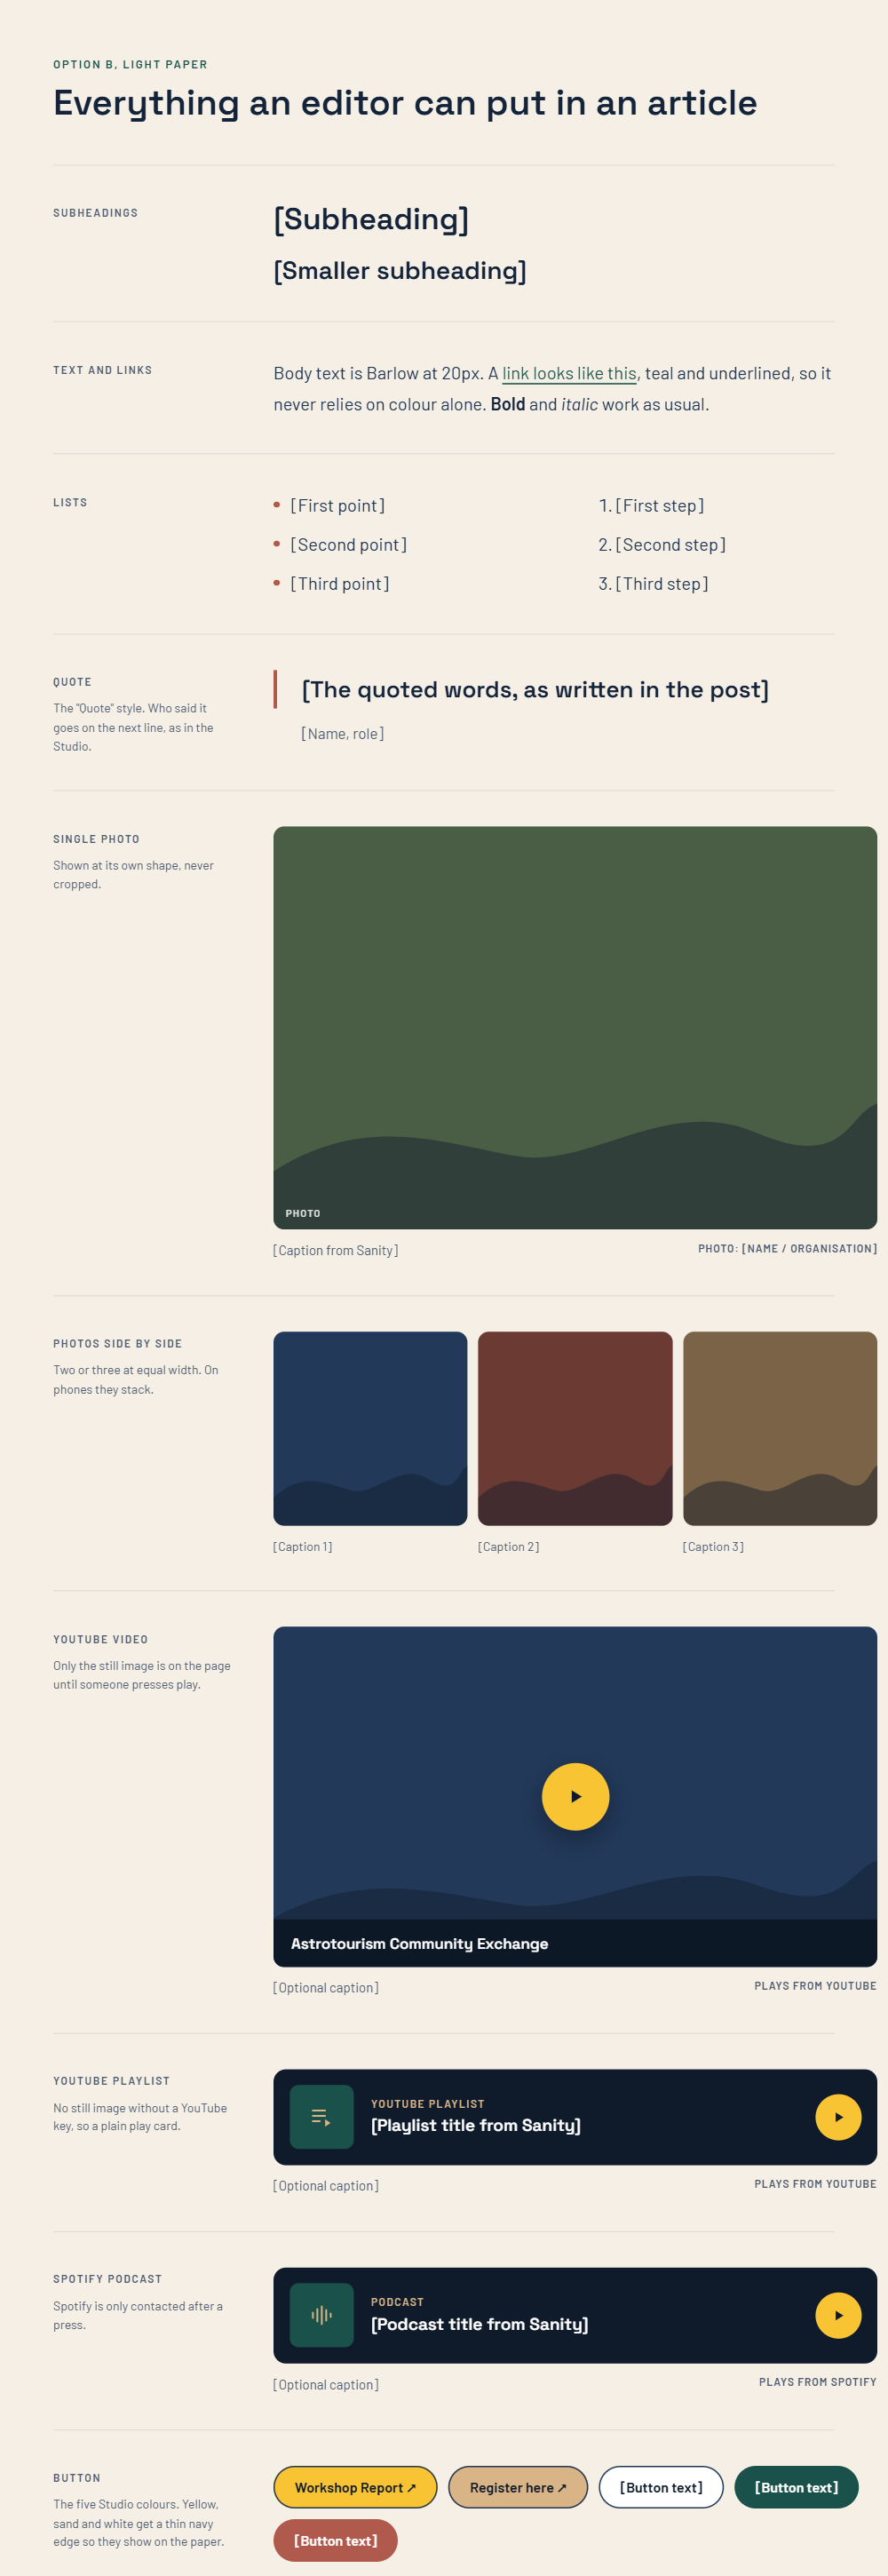 OPTION B, LIGHT PAPER
Everything an editor can put in an article
SUBHEADINGS
[Subheading]
[Smaller subheading]
TEXT AND LINKS
Body text is Barlow at 20px. A link looks like this, teal and underlined, so it
never relies on colour alone. Bold and italic work as usual.
LISTS
[First point]
[Second point]
[Third point]
1. [First step]
2. [Second step]
3. [Third step]
QUOTE
The "Quote" style. Who said it
goes on the next line, as in the
Studio.
[The quoted words, as written in the post]
[Name, role]
SINGLE PHOTO
Shown at its own shape, never
cropped.
PHOTO
[Caption from Sanity]
PHOTO: [NAME / ORGANISATION]
PHOTOS SIDE BY SIDE
Two or three at equal width. On
phones they stack.
[Caption 1]
[Caption 2]
[Caption 3]
YOUTUBE VIDEO
Only the still image is on the page
until someone presses play.
Astrotourism Community Exchange
[Optional caption]
PLAYS FROM YOUTUBE
YOUTUBE PLAYLIST
No still image without a YouTube
key, so a plain play card.
YOUTUBE PLAYLIST
[Playlist title from Sanity]
[Optional caption]
PLAYS FROM YOUTUBE
SPOTIFY PODCAST
Spotify is only contacted after a
press.
PODCAST
[Podcast title from Sanity]
[Optional caption]
PLAYS FROM SPOTIFY
BUTTON
The five Studio colours. Yellow,
sand and white get a thin navy
edge so they show on the paper.
Workshop Report ↗
Register here ↗
[Button text]
[Button text]
[Button text]